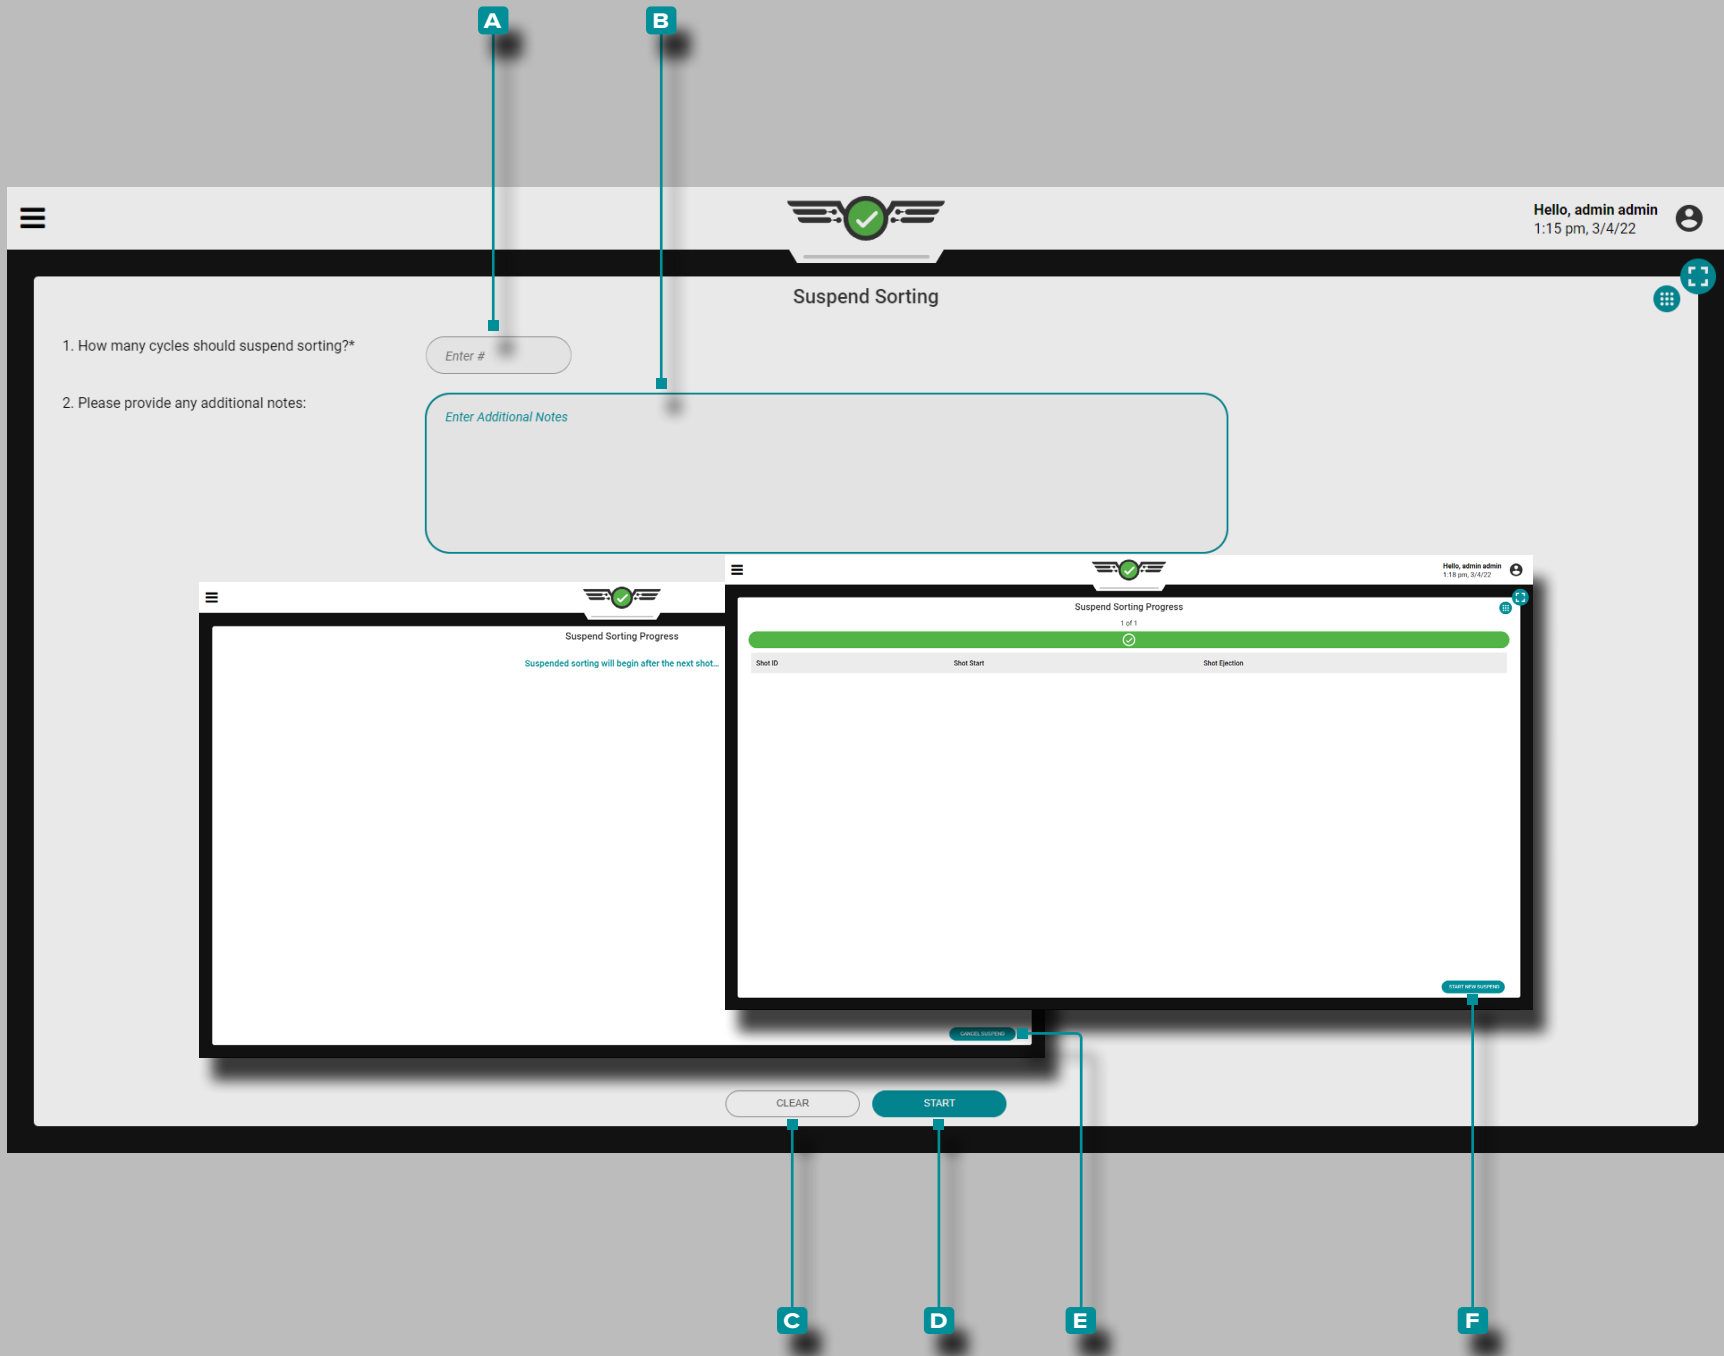 A
B
Hello, admin admin
1:15 pm, 3/4/22
Suspend Sorting
1. How many cycles should suspend sorting?*
Enter #
2. Please provide any additional notes:
Enter Additional Notes
Suspend Sorting Progress
Suspended sorting will begin after the next shot...
CANCEL SUSPEND
Hello, admin admin
1:18 pm, 3/4/22
Suspend Sorting Progress
1 of 1
Shot ID
Shot Start
Shot Ejection
START NEW SUSPEND
CLEAR
START
C
D
E
F